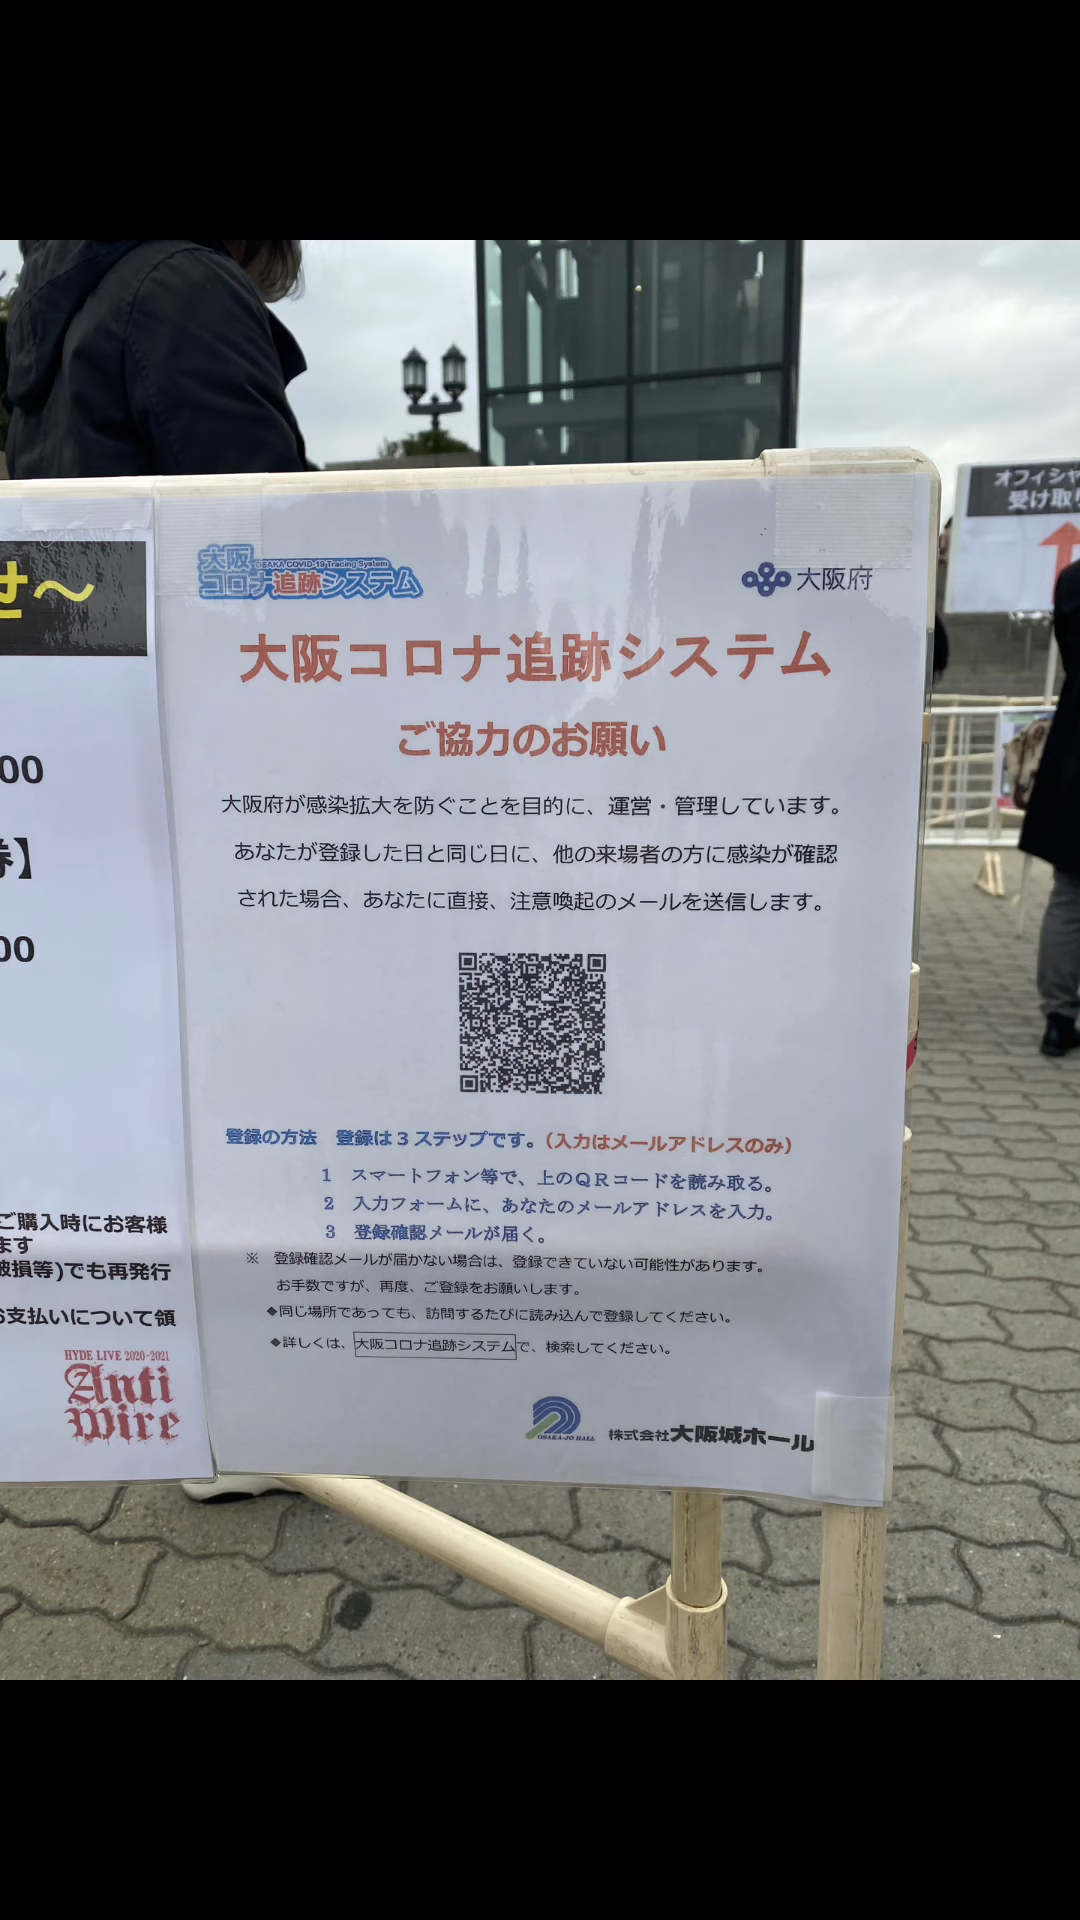 せ～
00
券】
00
ご購入時にお客様
ます
破損等)でも再発行
お支払いについて領
HYDE LIVE 2020-2021
Anti
Wire
大阪
OSAKA COVID-19 Tracing System
コロナ追跡システム
大阪府
大阪コロナ追跡システム
ご協力のお願い
大阪府が感染拡大を防ぐことを目的に、運営・管理しています。
あなたが登録した日と同じ日に、他の来場者の方に感染が確認
された場合、あなたに直接、注意喚起のメールを送信します。
登録の方法　登録は3ステップです。（入力はメールアドレスのみ）
1　スマートフォン等で、上のQRコードを読み取る。
2　入力フォームに、あなたのメールアドレスを入力。
3　登録確認メールが届く。
※　登録確認メールが届かない場合は、登録できていない可能性があります。
お手数ですが、再度、ご登録をお願いします。
◆同じ場所であっても、訪問するたびに読み込んで登録してください。
◆詳しくは、大阪コロナ追跡システムで、検索してください。
OSAKA-JO HALL
株式会社大阪城ホール
オフィシャ
受け取り